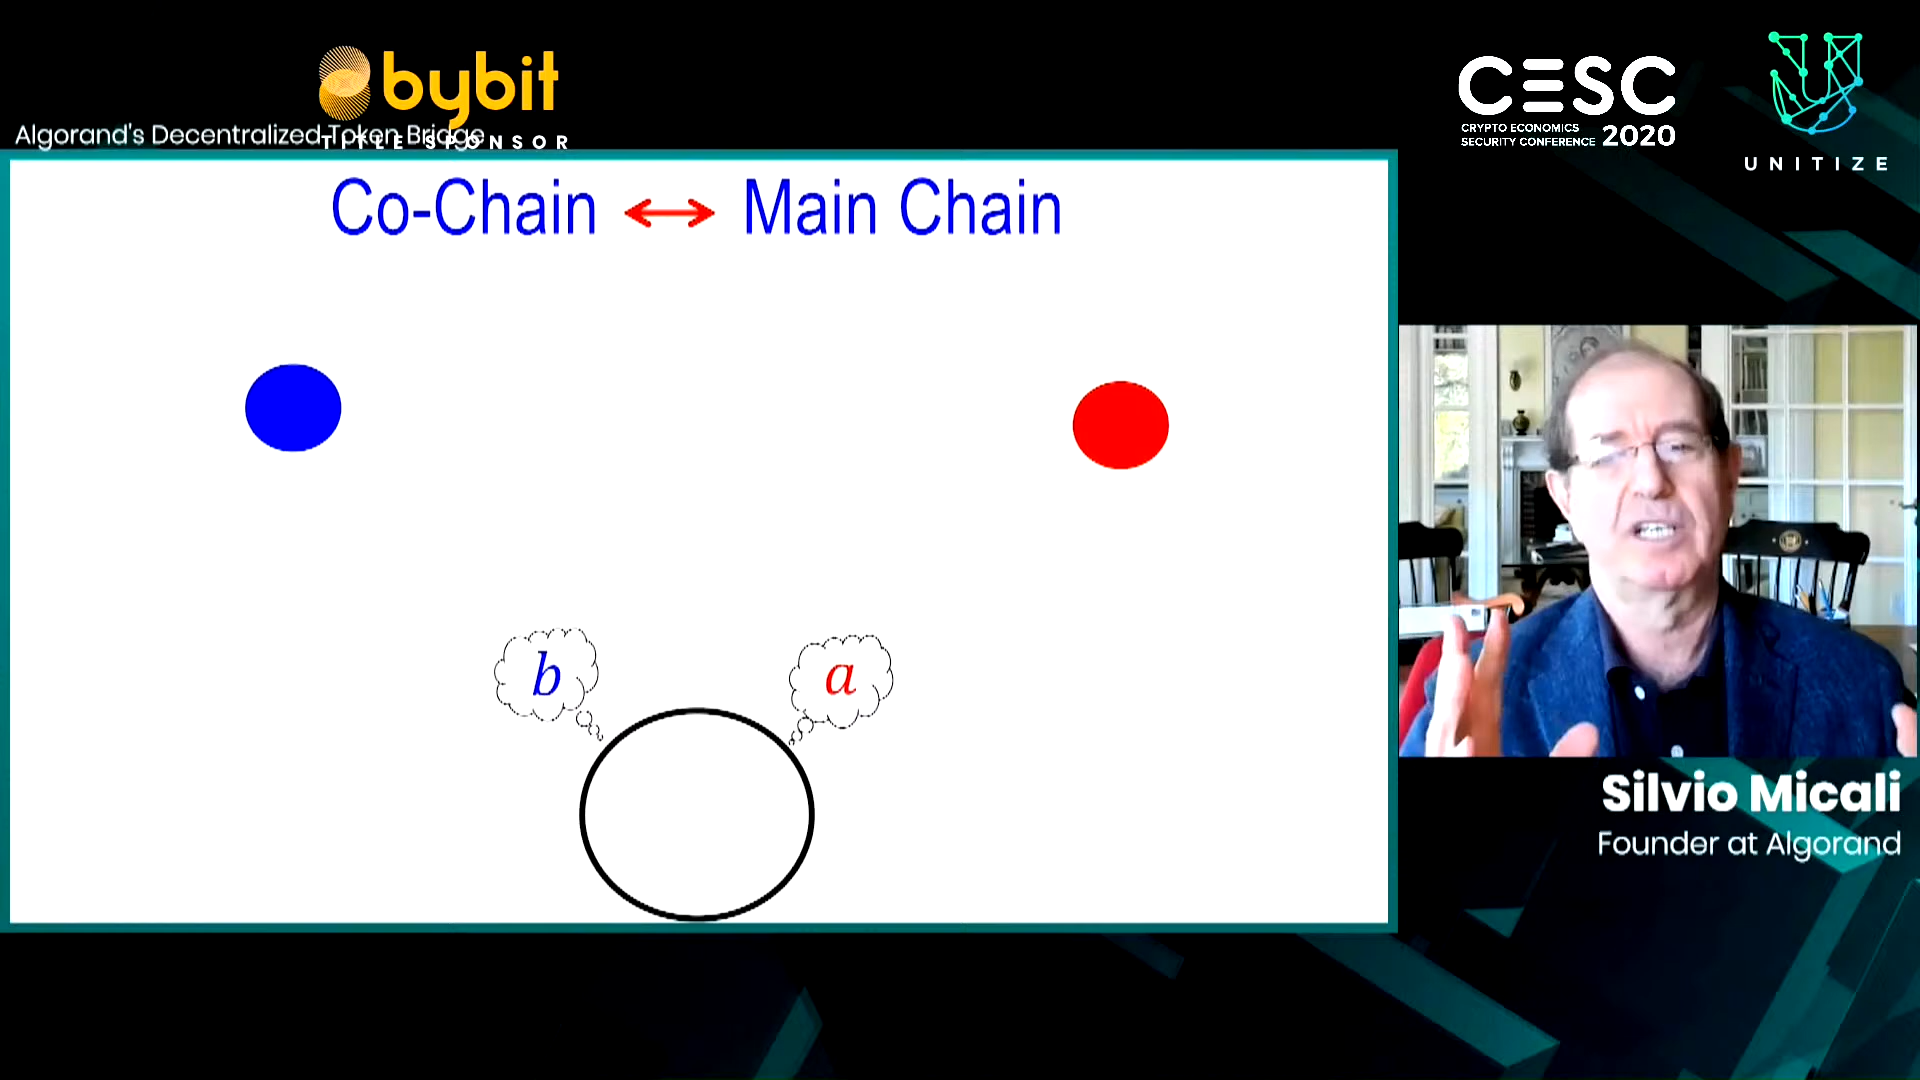 bybit
TITLE SPONSOR
Algorand's Decentralized Token Bridge
CESC
CRYPTO ECONOMICS
SECURITY CONFERENCE 2020
UNITIZE
Co-Chain ↔ Main Chain
b
a
Silvio Micali
Founder at Algorand